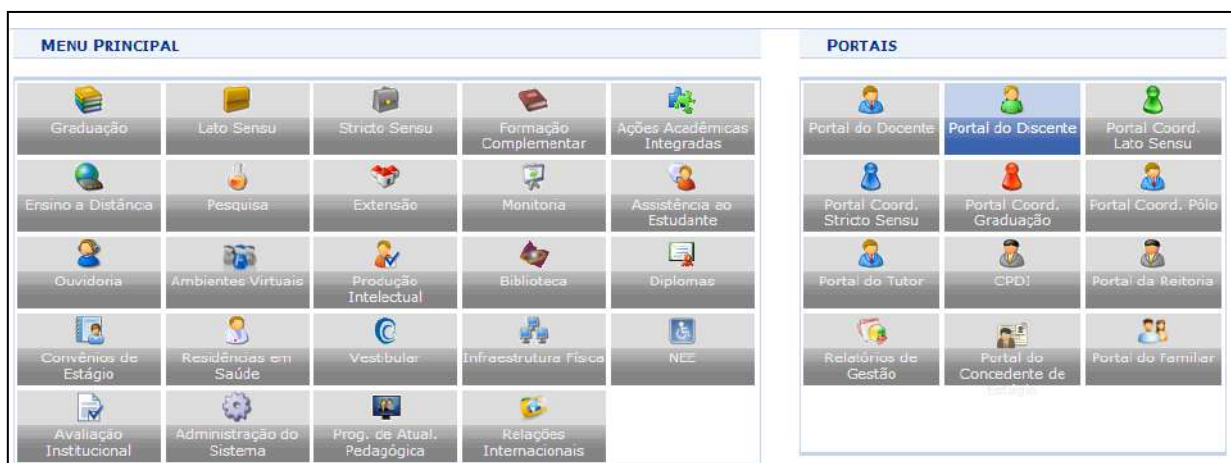 MENU PRINCIPAL
Graduação
Lato Sensu
Stricto Sensu
Formação
Complementar
Ações Acadêmicas
Integradas
Ensino a Distância
Pesquisa
Extensão
Monitoria
Assistência ao
Estudante
Ouvidoria
Ambientes Virtuais
Produção
Intelectual
Biblioteca
Diplomas
Convênios de
Estágio
Residências em
Saúde
Vestibular
Infraestrutura Física
NEE
Avaliação
Institucional
Administração do
Sistema
Prog. de Atual.
Pedagógica
Relações
Internacionais
PORTAIS
Portal do Docente
Portal do Discente
Portal Coord.
Lato Sensu
Portal Coord.
Stricto Sensu
Portal Coord.
Graduação
Portal Coord. Pólo
Portal do Tutor
CPDI
Portal da Reitoria
Relatórios de
Gestão
Portal do
Concedente de
Estágio
Portal do Familiar